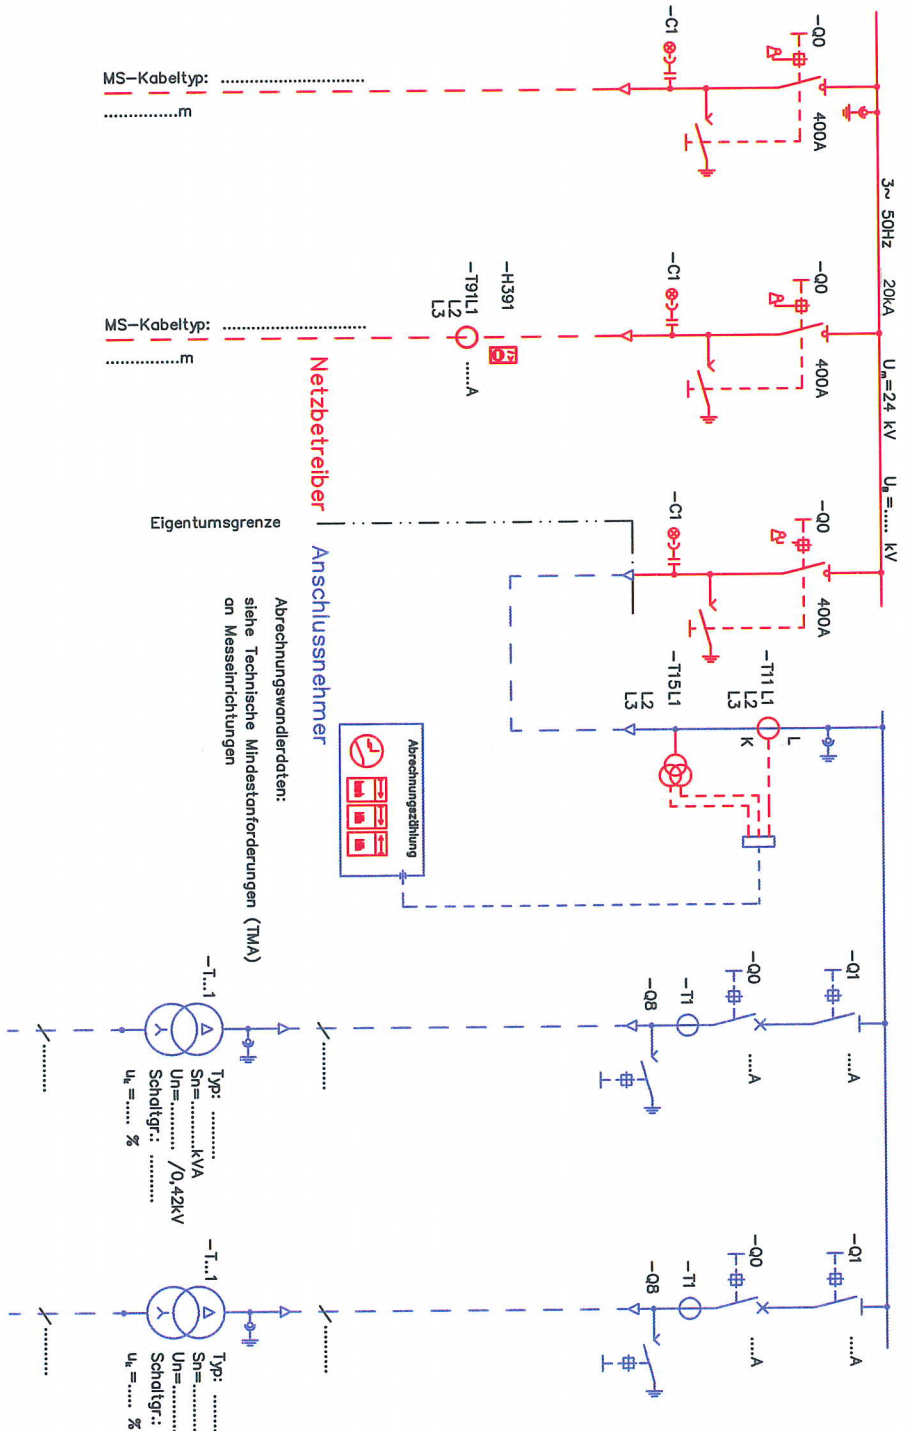 3~ 50Hz 20kA Um=24 kV UB=..... kV
-Q0
400A
-C1
MS-Kabeltyp: ..........................
...............m
-Q0
400A
-C1
-H391
-T91L1
L2
L3
.....A
MS-Kabeltyp: ..........................
...............m
-Q0
400A
-C1
Netzbetreiber
Eigentumsgrenze
Anschlussnehmer
-T11 L1
L2
L3
L
K
-T15L1
L2
L3
Abrechnungszählung
Abrechnungswandlerdaten:
siehe Technische Mindestanforderungen (TMA)
an Messeinrichtungen
-Q1
....A
-Q0
....A
-T1
-Q8
.........
-T...1
Typ: ..........
Sn=.........kVA
Un=......... /0,42kV
Schaltgr.: .........
uk=..... %
.........
-Q1
....A
-Q0
....A
-T1
-Q8
.........
-T...1
Typ: .......
Sn=.......
Un=.......
Schaltgr.:
uk=..... %
.........